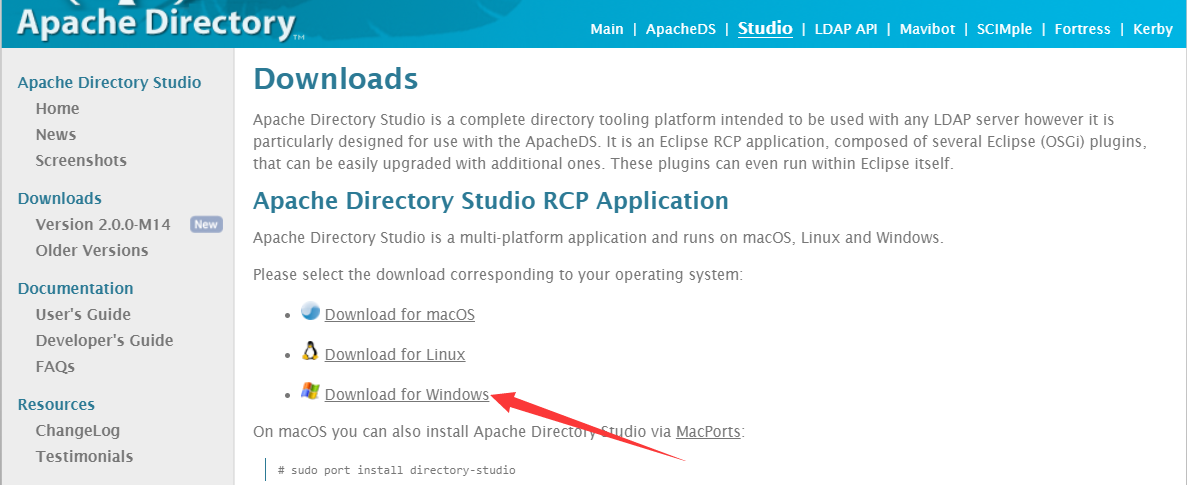 Apache Directory™
Main | ApacheDS | Studio | LDAP API | Mavibot | SCIMple | Fortress | Kerby
Apache Directory Studio
Home
News
Screenshots
Downloads
Version 2.0.0-M14 New
Older Versions
Documentation
User's Guide
Developer's Guide
FAQs
Resources
ChangeLog
Testimonials
Downloads
Apache Directory Studio is a complete directory tooling platform intended to be used with any LDAP server however it is
particularly designed for use with the ApacheDS. It is an Eclipse RCP application, composed of several Eclipse (OSGi) plugins,
that can be easily upgraded with additional ones. These plugins can even run within Eclipse itself.
Apache Directory Studio RCP Application
Apache Directory Studio is a multi-platform application and runs on macOS, Linux and Windows.
Please select the download corresponding to your operating system:
• Download for macOS
• Download for Linux
• Download for Windows
On macOS you can also install Apache Directory Studio via MacPorts:
# sudo port install directory-studio